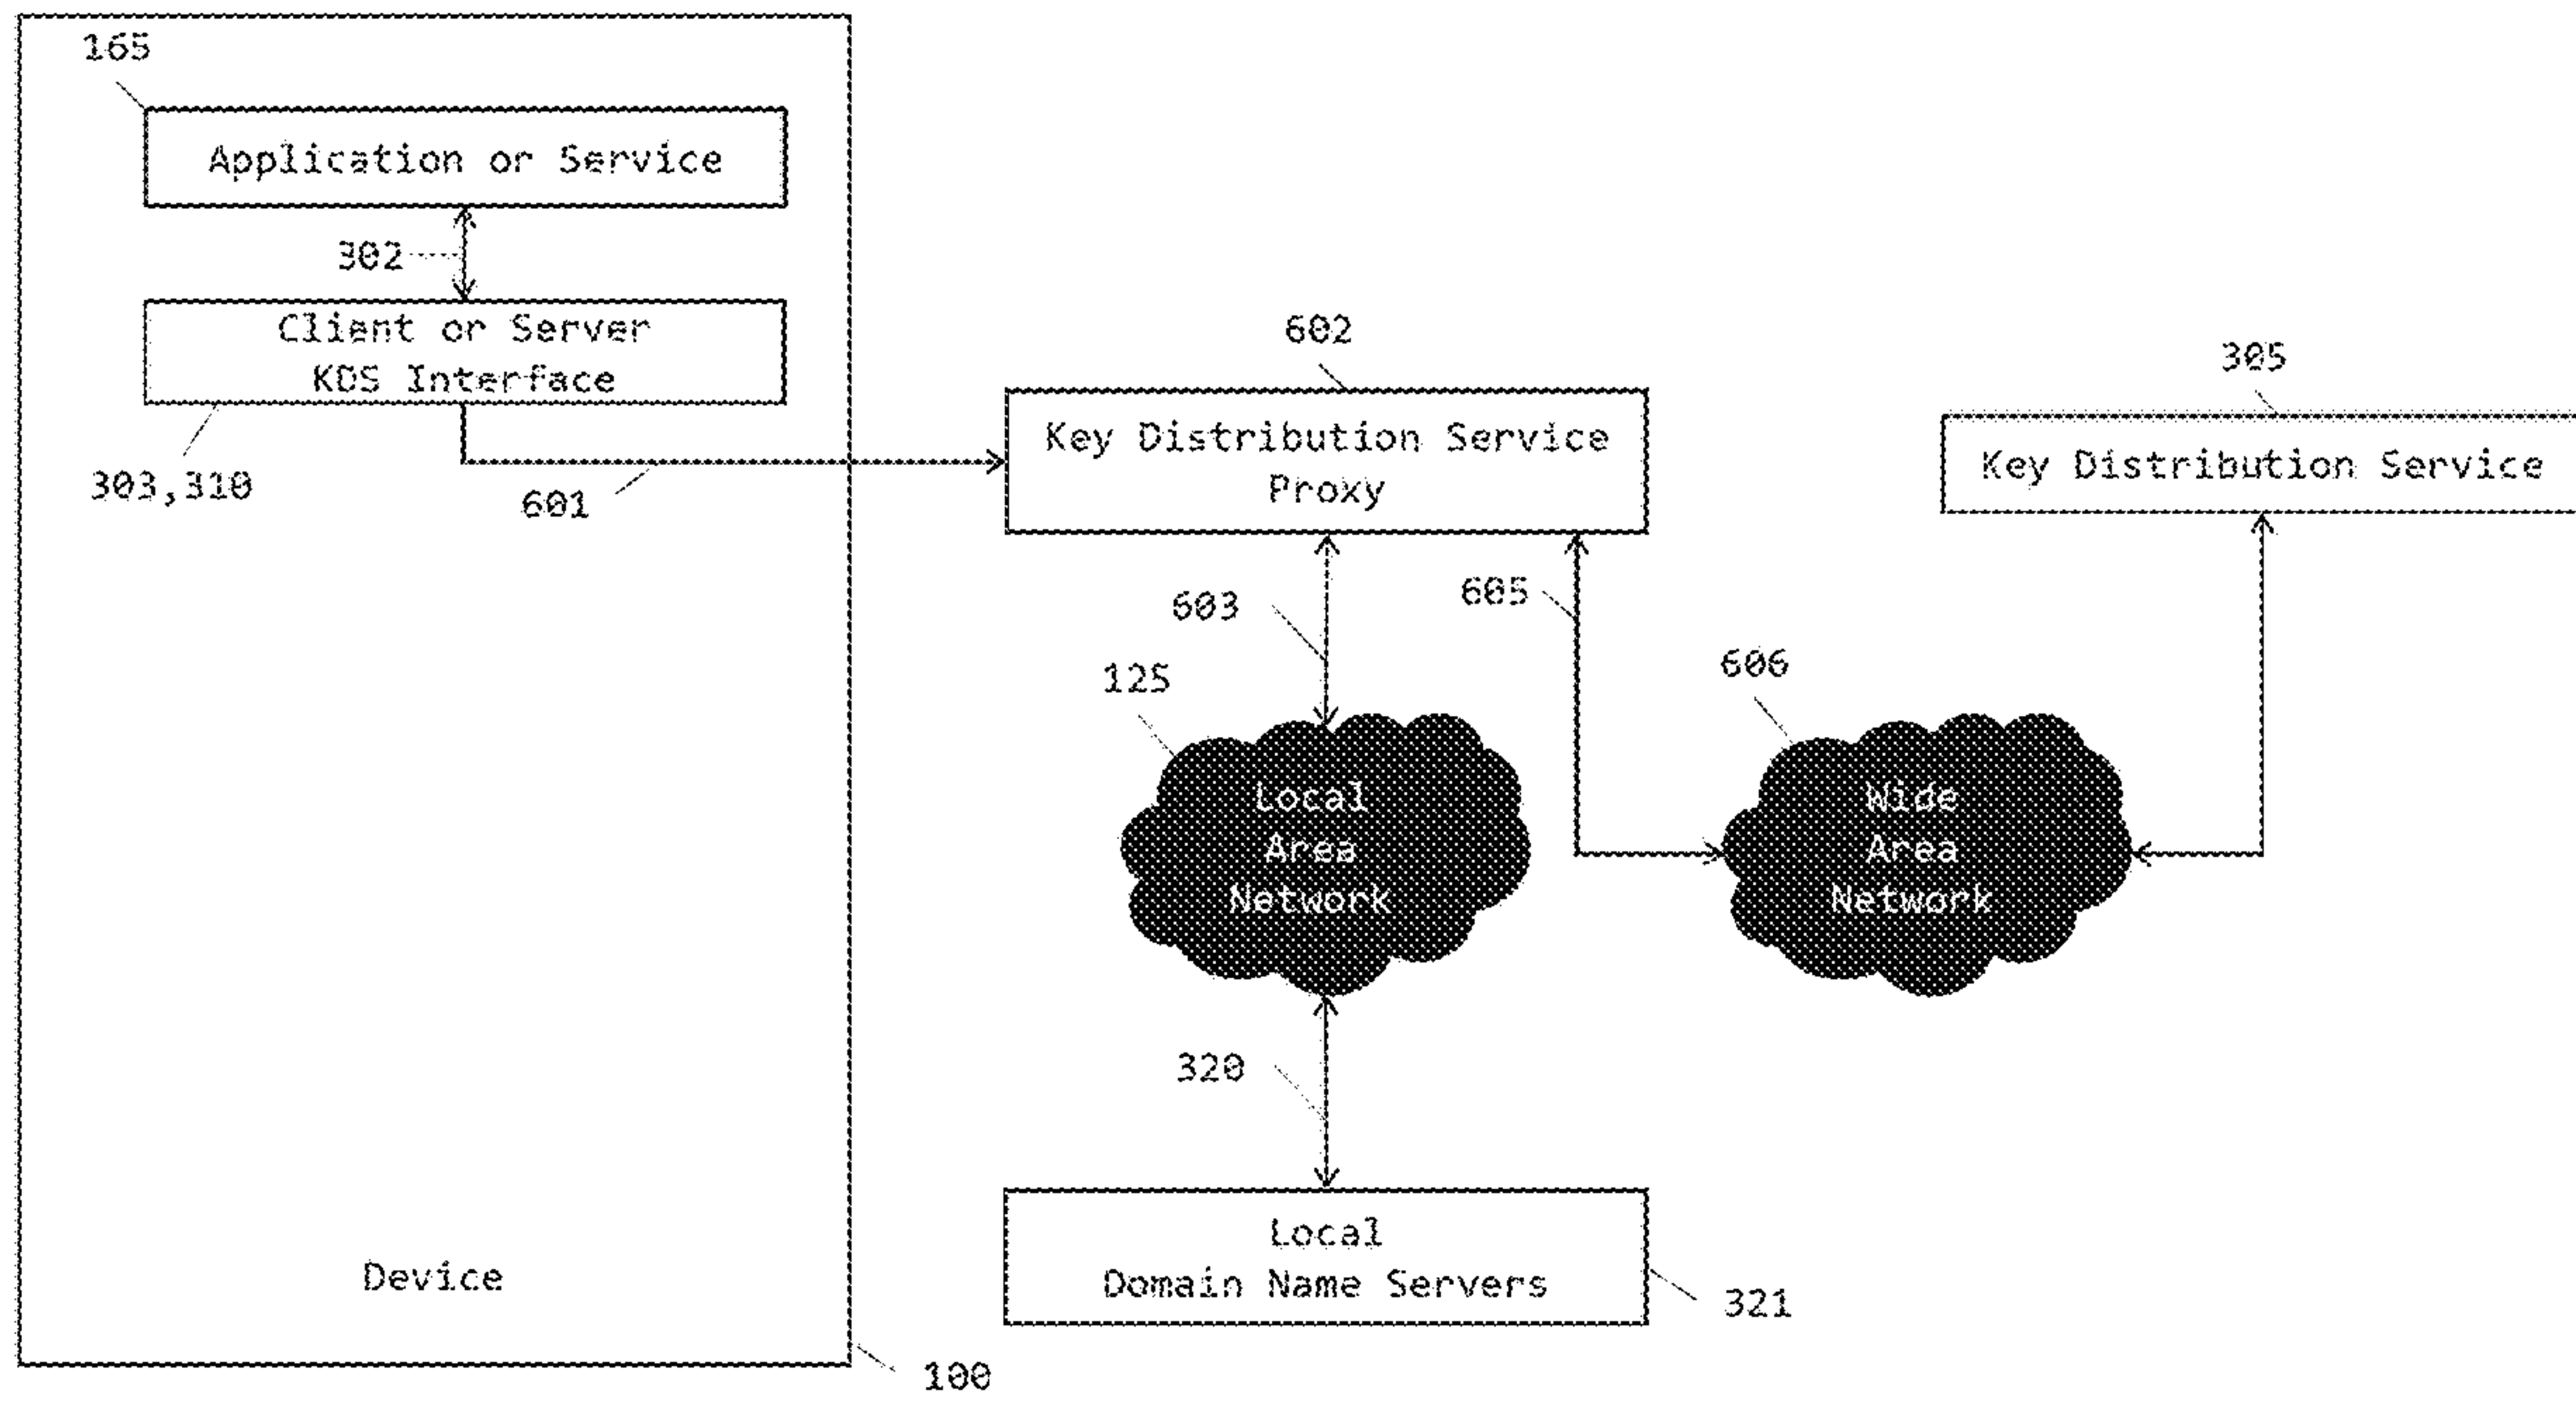 165
Application or Service
302
Client or Server
KDS Interface
303,310
601
602
Key Distribution Service
Proxy
305
Key Distribution Service
603
605
125
606
Local
Area
Network
Wide
Area
Network
320
Local
Domain Name Servers
321
Device
100